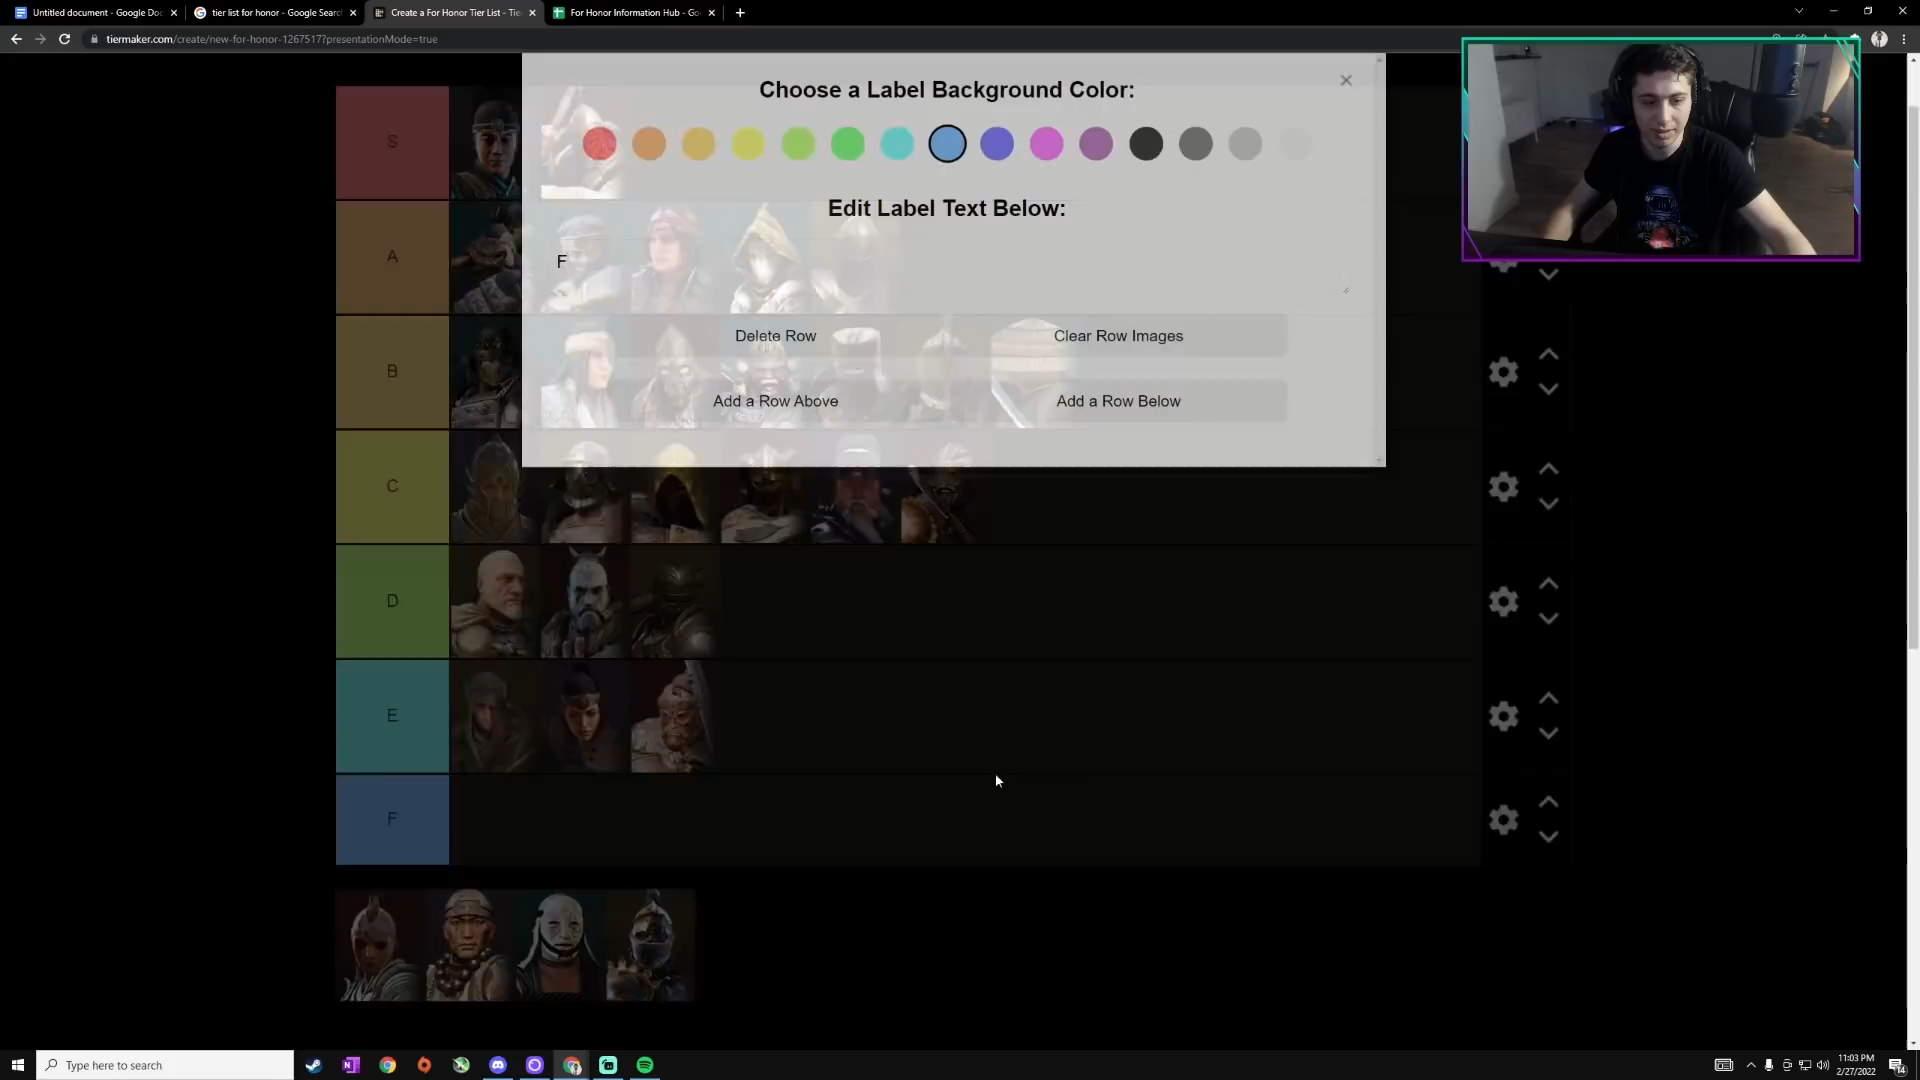 Untitled document - Google Doc
tier list for honor - Google Search
Create a For Honor Tier List - Tie
For Honor Information Hub - Go
tiermaker.com/create/new-for-honor-1267517?presentationMode=true
Choose a Label Background Color:
Edit Label Text Below:
F
Delete Row
Clear Row Images
Add a Row Above
Add a Row Below
S
A
B
C
D
E
F
Type here to search
11:03 PM
2/27/2022
14